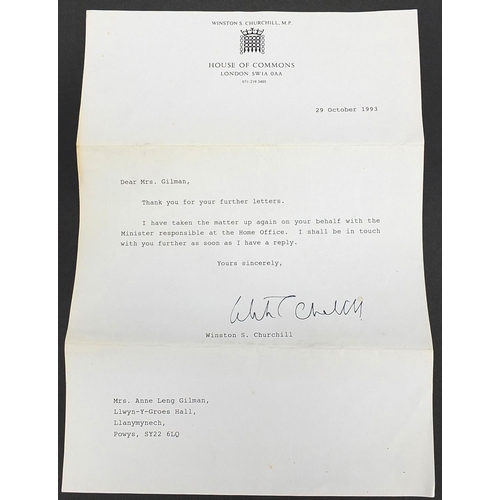 WINSTON S. CHURCHILL, M.P.
HOUSE OF COMMONS
LONDON SW1A 0AA
29 October 1993
Dear Mrs. Gilman,
Thank you for your further letters.
I have taken the matter up again on your behalf with the
Minister responsible at the Home Office. I shall be in touch
with you further as soon as I have a reply.
Yours sincerely,
Winston S. Churchill
Mrs. Anne Leng Gilman,
Llwyn-Y-Groes Hall,
Llanymynech,
Powys, SY22 6LQ